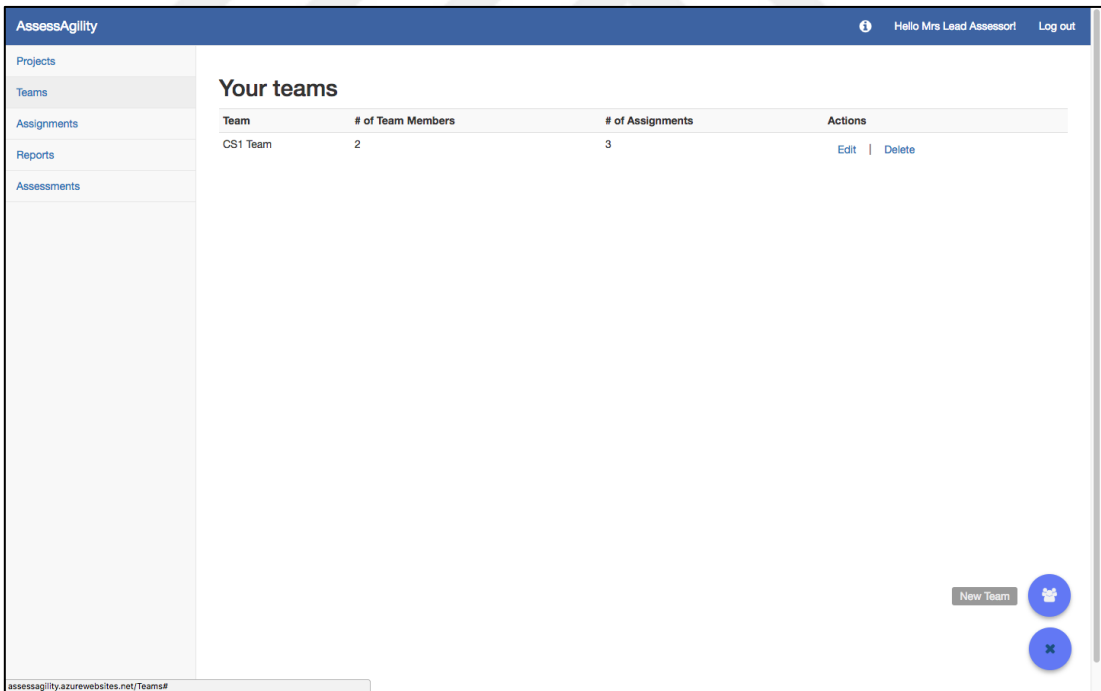 AssessAgility Hello Mrs Lead Assessor! Log out
Projects
Teams
Assignments
Reports
Assessments
Your teams
Team # of Team Members # of Assignments Actions
CS1 Team 2 3 Edit | Delete
New Team
assessagility.azurewebsites.net/Teams#